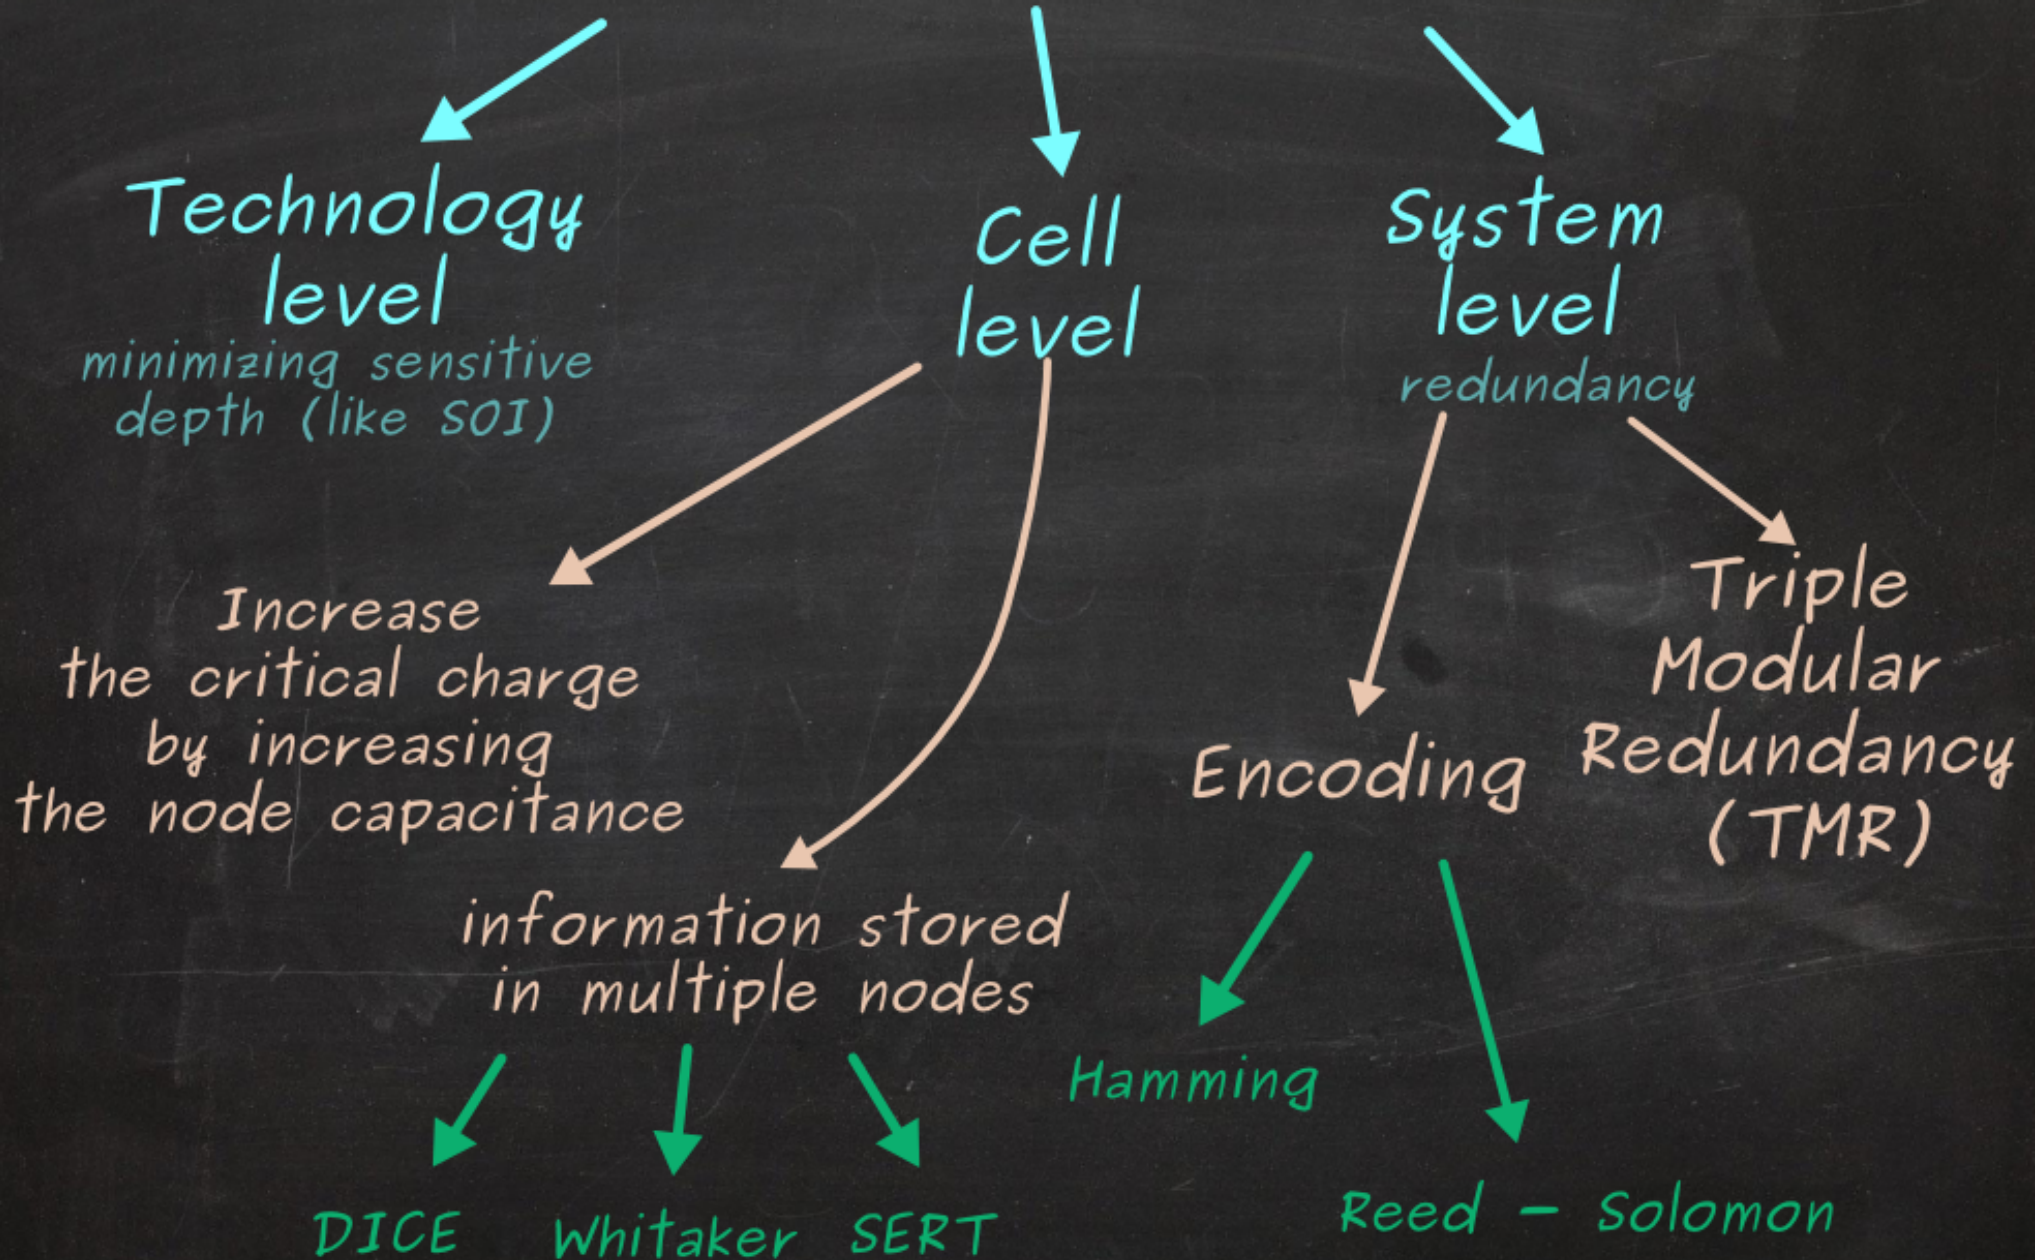 Technology
level
minimizing sensitive
depth (like SOI)
Cell
level
System
level
redundancy
Increase
the critical charge
by increasing
the node capacitance
information stored
in multiple nodes
Encoding
Triple
Modular
Redundancy
(TMR)
DICE
Whitaker
SERT
Hamming
Reed - Solomon